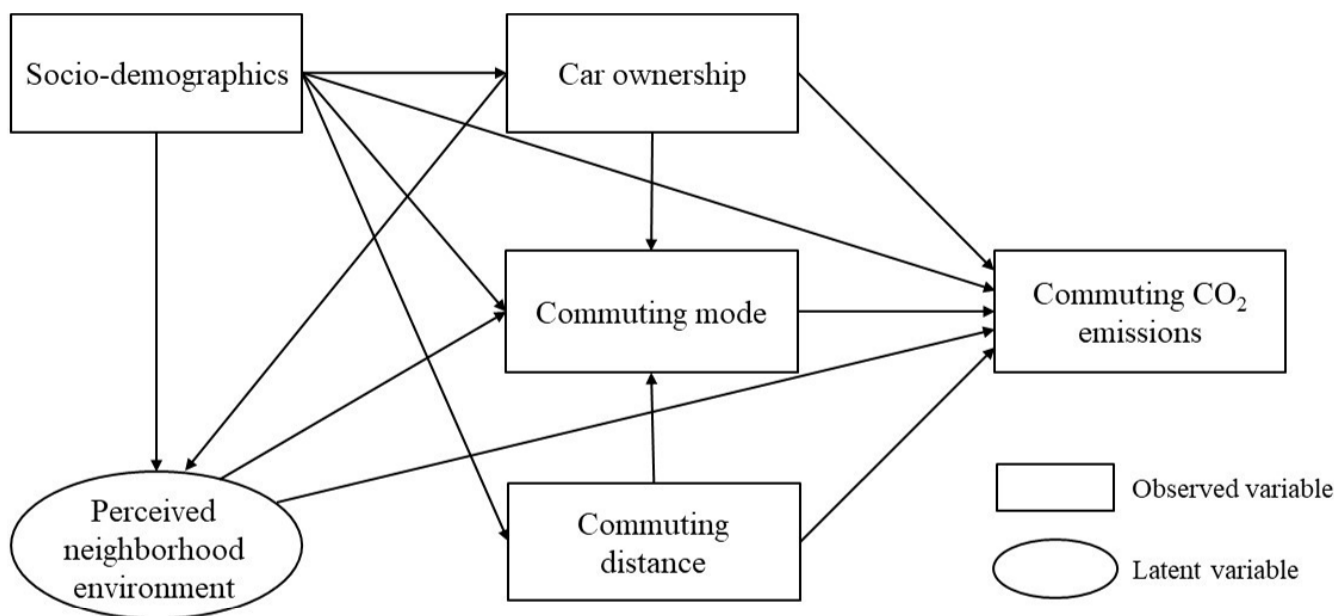 Socio-demographics
Car ownership
Commuting mode
Commuting CO₂
emissions
Perceived
neighborhood
environment
Commuting
distance
Observed variable
Latent variable